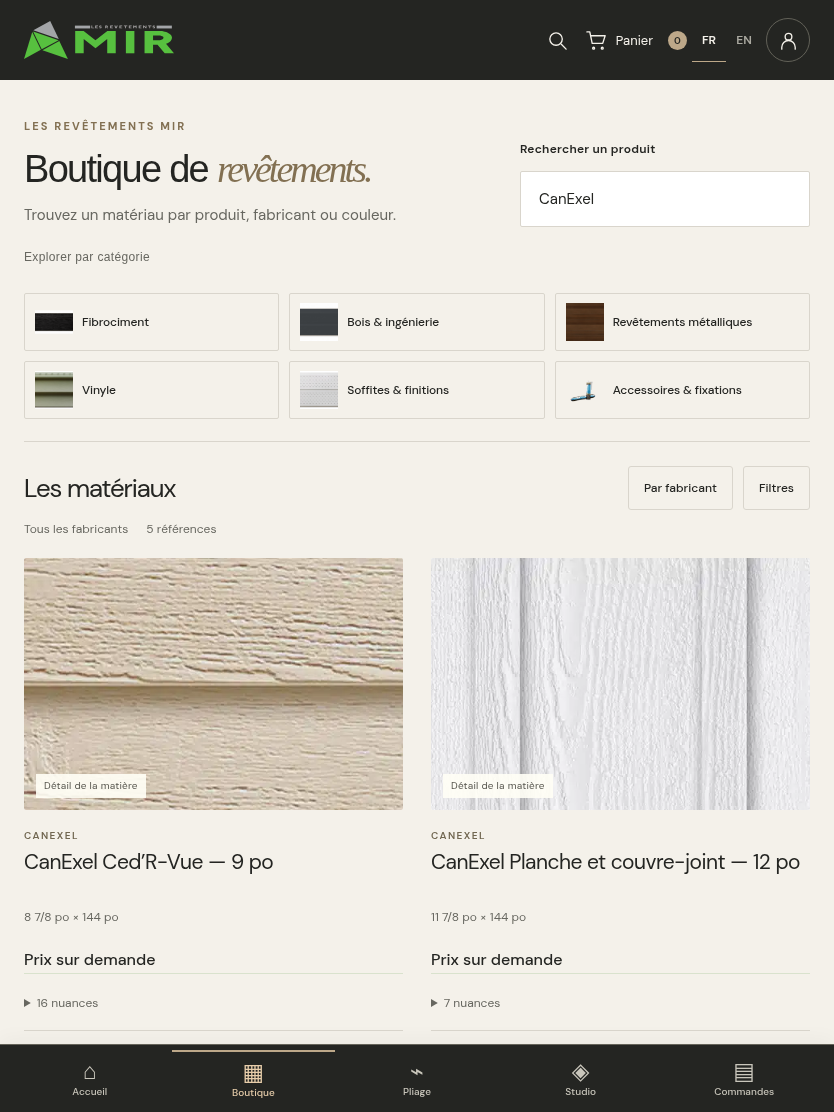 LES REVÊTEMENTS
MIR
Panier 0 FR EN
LES REVÊTEMENTS MIR
Boutique de revêtements.
Trouvez un matériau par produit, fabricant ou couleur.
Rechercher un produit
CanExel
Explorer par catégorie
Fibrociment
Bois & ingénierie
Revêtements métalliques
Vinyle
Soffites & finitions
Accessoires & fixations
Les matériaux
Par fabricant
Filtres
Tous les fabricants 5 références
Détail de la matière
CANEXEL
CanExel Ced’R-Vue — 9 po
8 7/8 po × 144 po
Prix sur demande
16 nuances
Détail de la matière
CANEXEL
CanExel Planche et couvre-joint — 12 po
11 7/8 po × 144 po
Prix sur demande
7 nuances
Accueil
Boutique
Pliage
Studio
Commandes